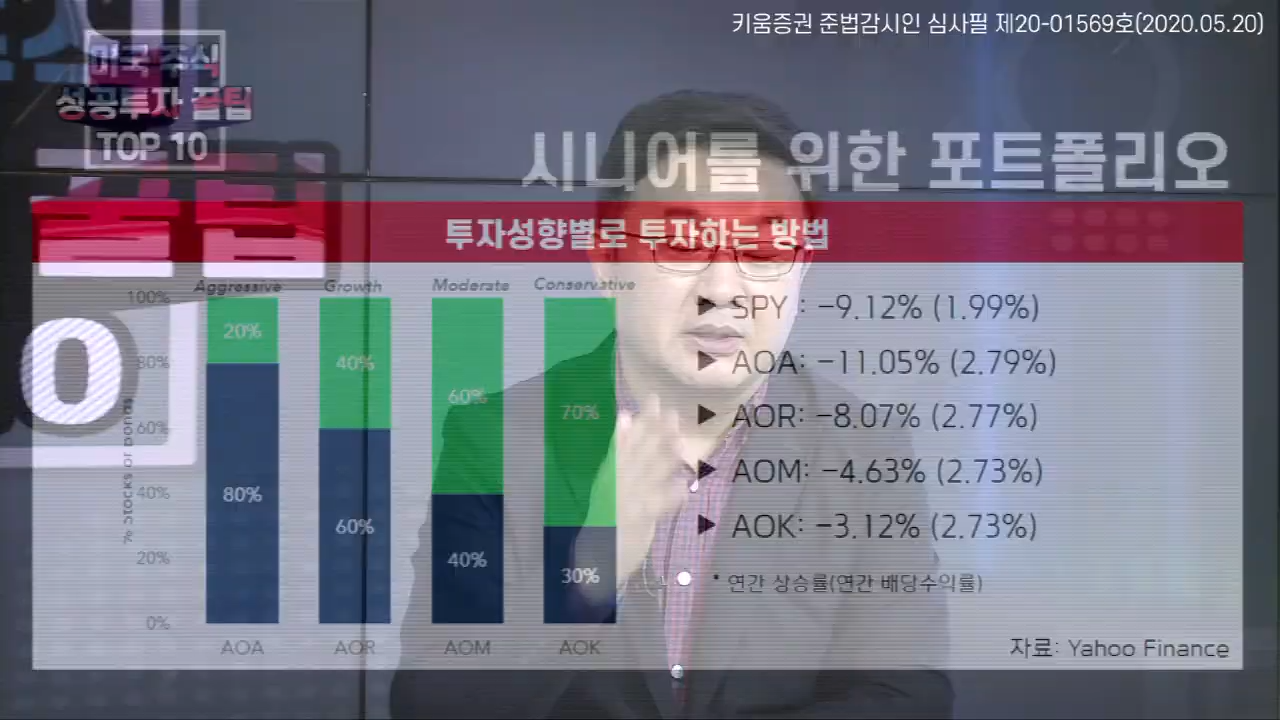 키움증권 준법감시인 심사필 제20-01569호(2020.05.20)
미국 주식
성공투자 꿀팁
TOP 10
시니어를 위한 포트폴리오
투자성향별로 투자하는 방법
Aggressive Growth Moderate Conservative
100%
80%
60%
40%
20%
0%
% Stocks or Bonds
20% 40% 60% 70%
80% 60% 40% 30%
AOA AOR AOM AOK
▶ SPY : -9.12% (1.99%)
▶ AOA: -11.05% (2.79%)
▶ AOR: -8.07% (2.77%)
▶ AOM: -4.63% (2.73%)
▶ AOK: -3.12% (2.73%)
* 연간 상승률(연간 배당수익률)
자료: Yahoo Finance